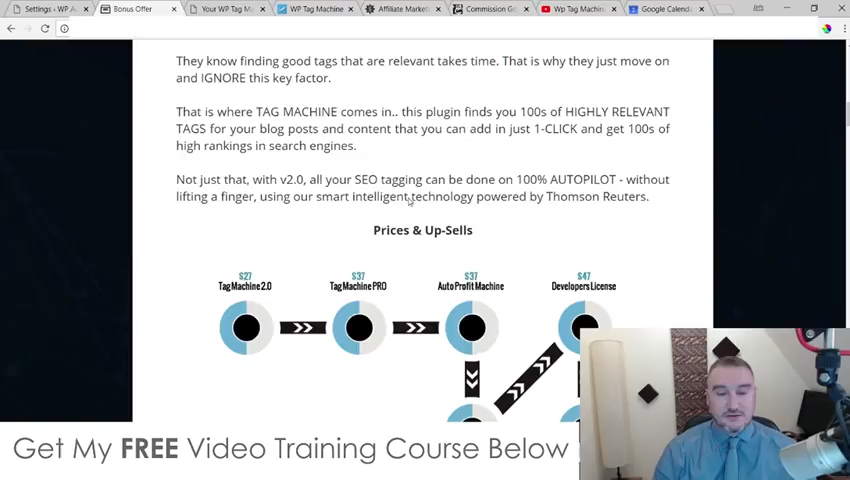 Settings - WP A
Bonus Offer
Your WP Tag M
WP Tag Machine
Affiliate Market
Commission Go
Wp Tag Machin
Google Calenda
They know finding good tags that are relevant takes time. That is why they just move on
and IGNORE this key factor.
That is where TAG MACHINE comes in.. this plugin finds you 100s of HIGHLY RELEVANT
TAGS for your blog posts and content that you can add in just 1-CLICK and get 100s of
high rankings in search engines.
Not just that, with v2.0, all your SEO tagging can be done on 100% AUTOPILOT - without
lifting a finger, using our smart intelligent technology powered by Thomson Reuters.
Prices & Up-Sells
$27 $37 $37 $47
Tag Machine 2.0 Tag Machine PRO Auto Profit Machine Developers License
Get My FREE Video Training Course Below